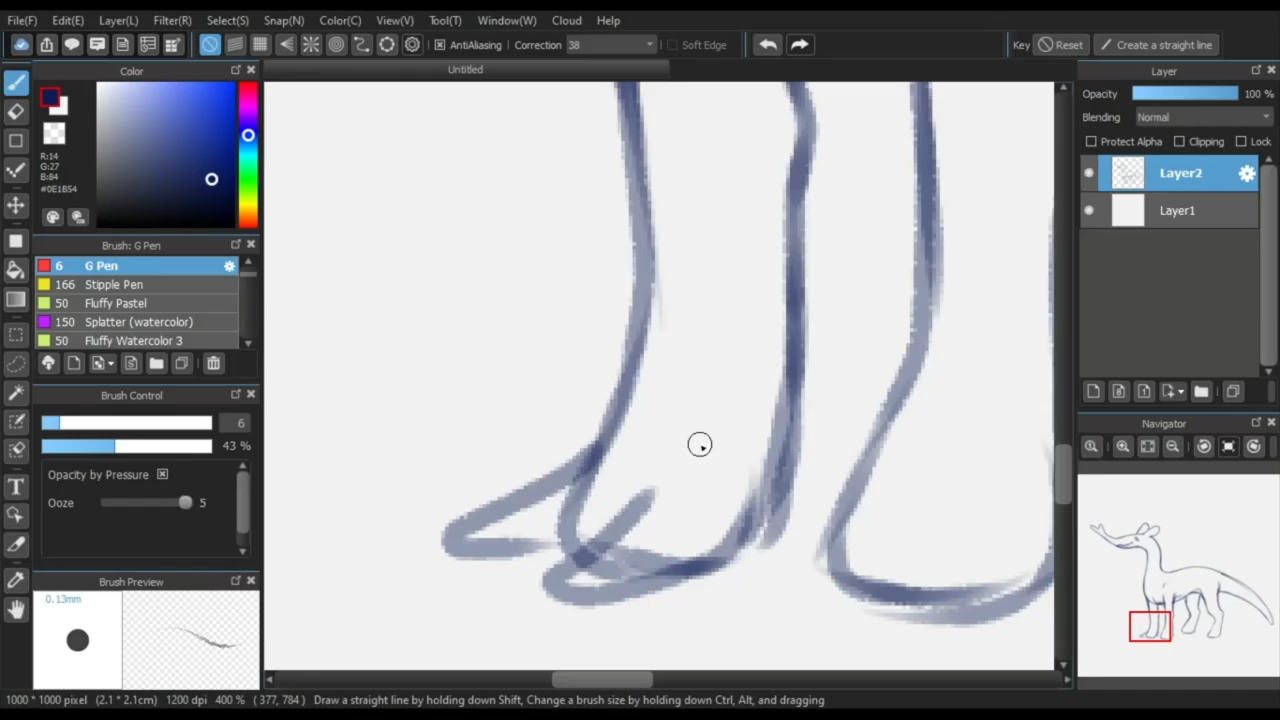 File(F) Edit(E) Layer(L) Filter(R) Select(S) Snap(N) Color(C) View(V) Tool(T) Window(W) Cloud Help
AntiAliasing Correction 38 Soft Edge Key Reset Create a straight line
Color
R:14
G:27
B:84
#0E1B54
Brush: G Pen
6 G Pen
166 Stipple Pen
50 Fluffy Pastel
150 Splatter (watercolor)
50 Fluffy Watercolor 3
Brush Control
6
43 %
Opacity by Pressure
Ooze 5
Brush Preview
0.13mm
Untitled
Layer
Opacity 100 %
Blending Normal
Protect Alpha Clipping Lock
Layer2
Layer1
Navigator
1000 * 1000 pixel (2.1 * 2.1cm) 1200 dpi 400 % ( 377, 784 ) Draw a straight line by holding down Shift, Change a brush size by holding down Ctrl, Alt, and dragging